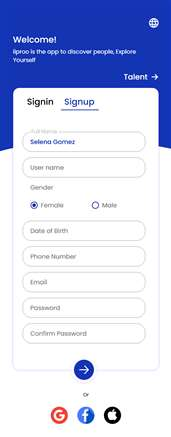 Welcome!
ilproo is the app to discover people, Explore
Yourself
Talent
Signin Signup
Full Name
Selena Gomez
User name
Gender
Female Male
Date of Birth
Phone Number
Email
Password
Confirm Password
Or